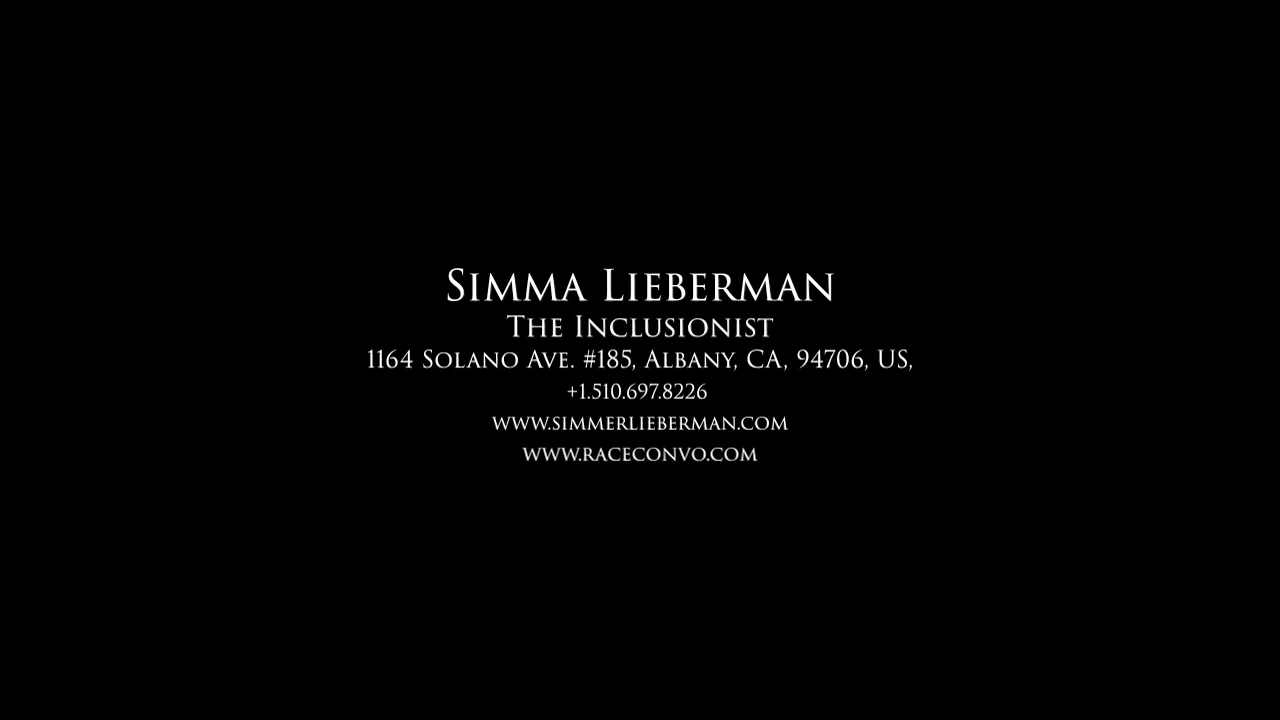 Simma Lieberman
The Inclusionist
1164 Solano Ave. #185, Albany, CA, 94706, US,
+1.510.697.8226
www.simmerlieberman.com
www.raceconvo.com